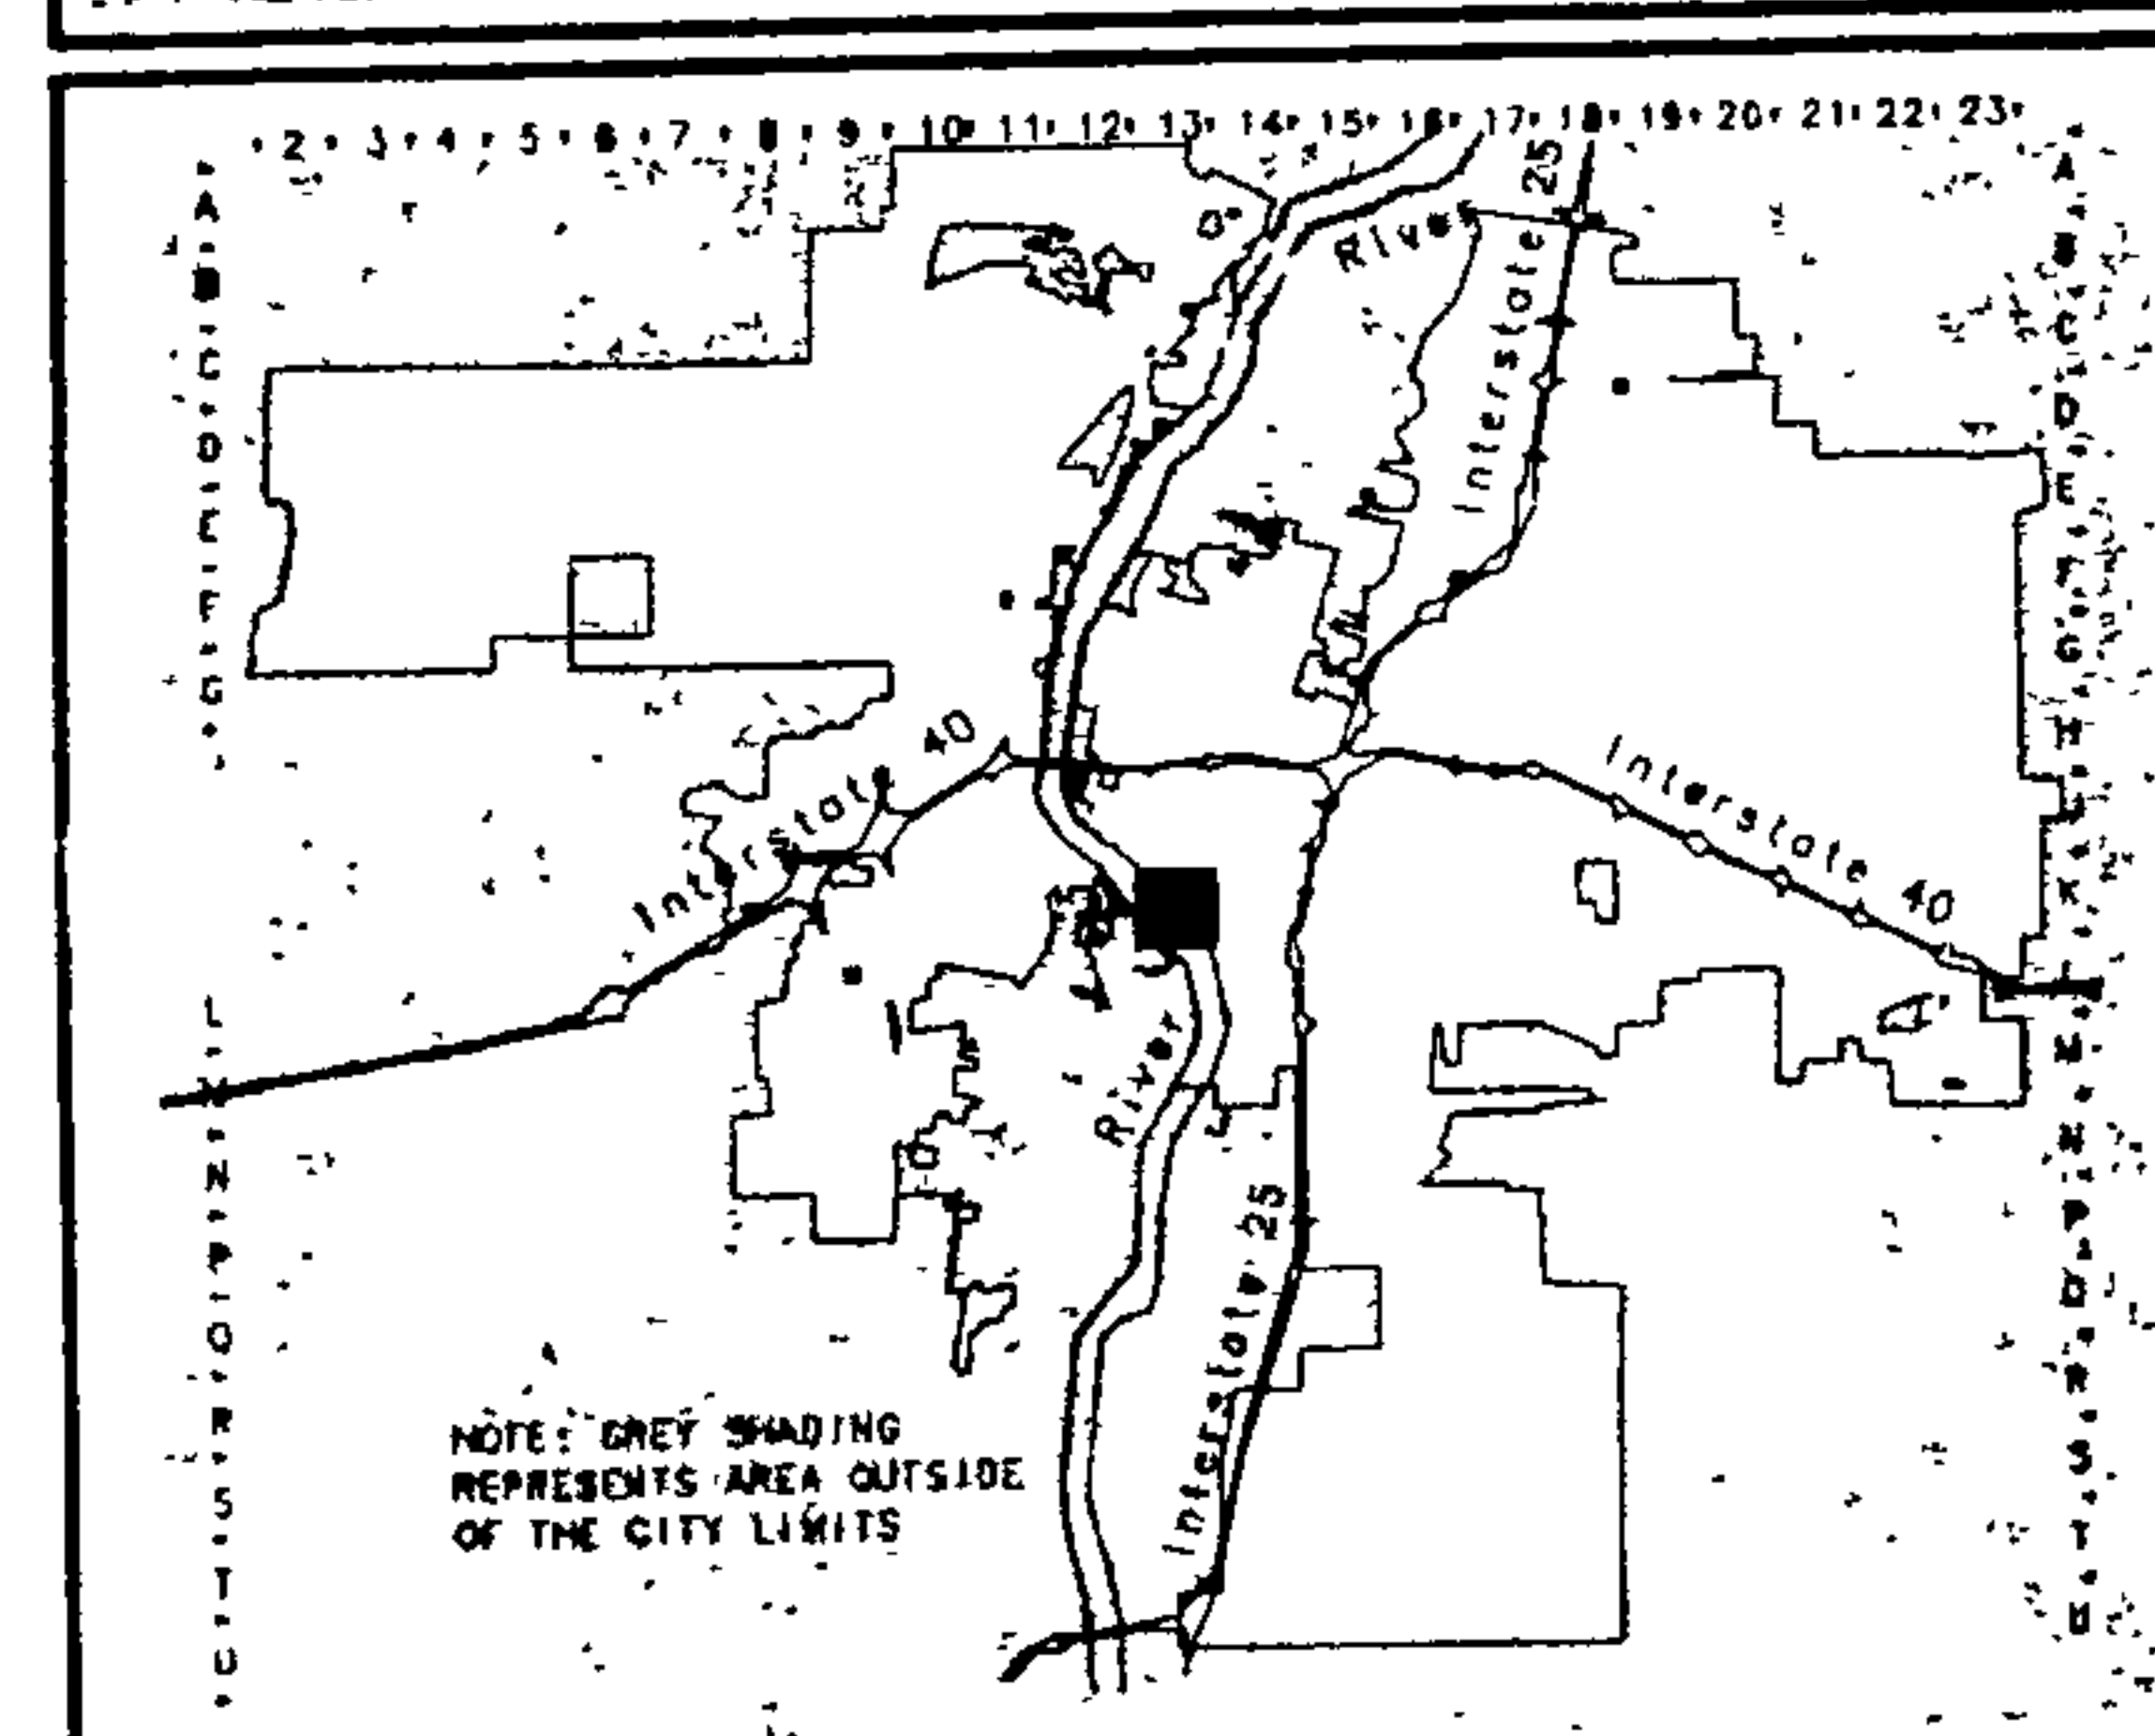 2 3 4 5 6 7 8 9 10 11 12 13 14 15 16 17 18 19 20 21 22 23
A
B
C
D
E
F
G
L
M
N
P
Q
R
S
T
U
River
Interstate 25
Interstate 40
Interstate 40
River
Interstate 25
NOTE: GREY SHADING
REPRESENTS AREA OUTSIDE
OF THE CITY LIMITS
A
B
C
D
E
F
G
H
J
K
L
M
N
P
Q
R
S
T
U